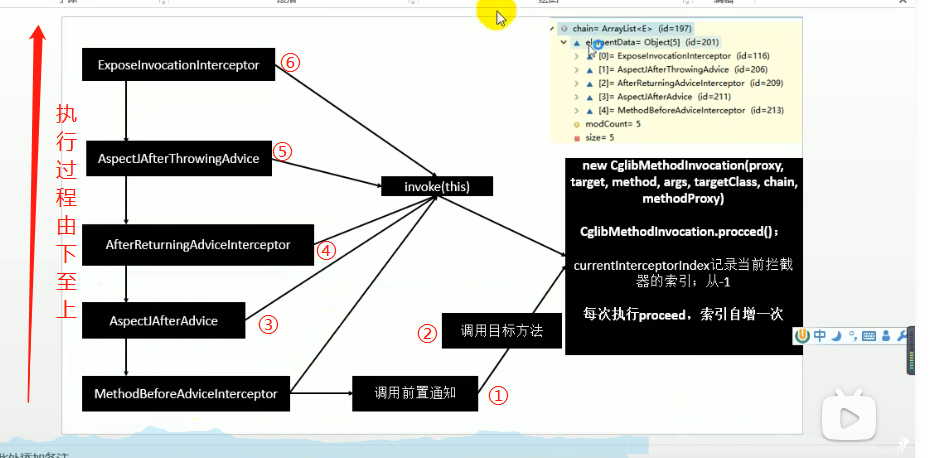 chain= ArrayList<E> (id=197)
elementData= Object[5] (id=201)
[0]= ExposeInvocationInterceptor (id=116)
[1]= AspectJAfterThrowingAdvice (id=206)
[2]= AfterReturningAdviceInterceptor (id=209)
[3]= AspectJAfterAdvice (id=211)
[4]= MethodBeforeAdviceInterceptor (id=213)
modCount= 5
size= 5
执行过程由下至上
ExposeInvocationInterceptor
⑥
AspectJAfterThrowingAdvice
⑤
invoke(this)
AfterReturningAdviceInterceptor
④
AspectJAfterAdvice
③
②
调用目标方法
MethodBeforeAdviceInterceptor
调用前置通知
①
new CglibMethodInvocation(proxy,
target, method, args, targetClass, chain,
methodProxy)
CglibMethodInvocation.procced();
currentInterceptorIndex记录当前拦截
器的索引；从-1
每次执行proceed，索引自增一次
中